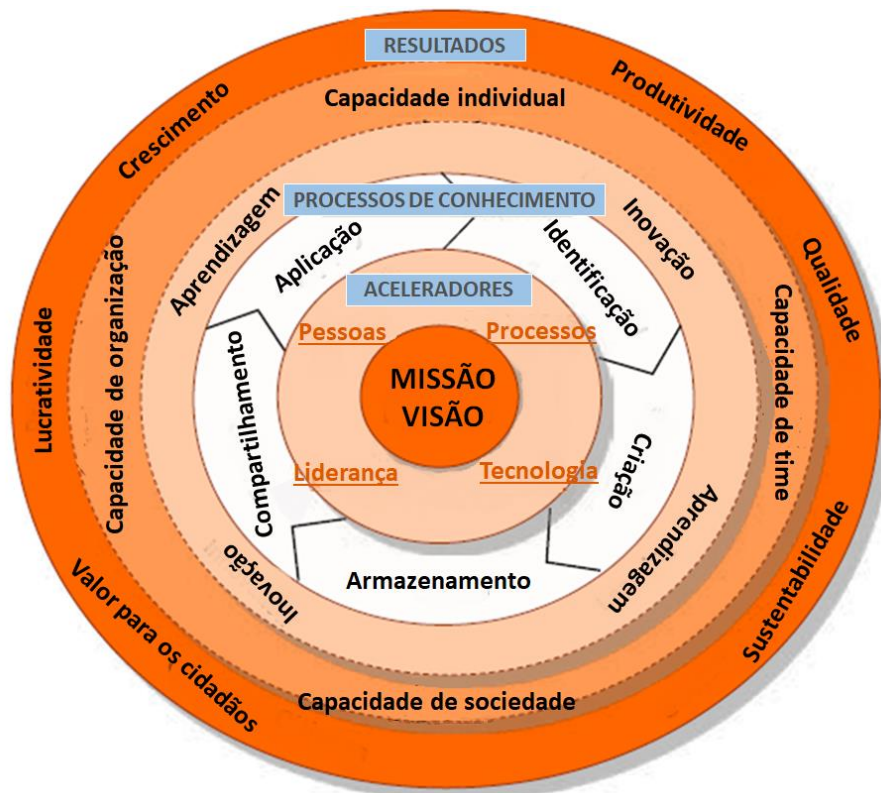 RESULTADOS
Capacidade individual
Crescimento
Produtividade
PROCESSOS DE CONHECIMENTO
Aprendizagem
Aplicação
Identificação
Inovação
Qualidade
ACELERADORES
Pessoas
Processos
MISSÃO
VISÃO
Lucratividade
Capacidade de organização
Compartilhamento
Liderança
Tecnologia
Criação
Capacidade de time
Armazenamento
Inovação
Aprendizagem
Sustentabilidade
Valor para os cidadãos
Capacidade de sociedade